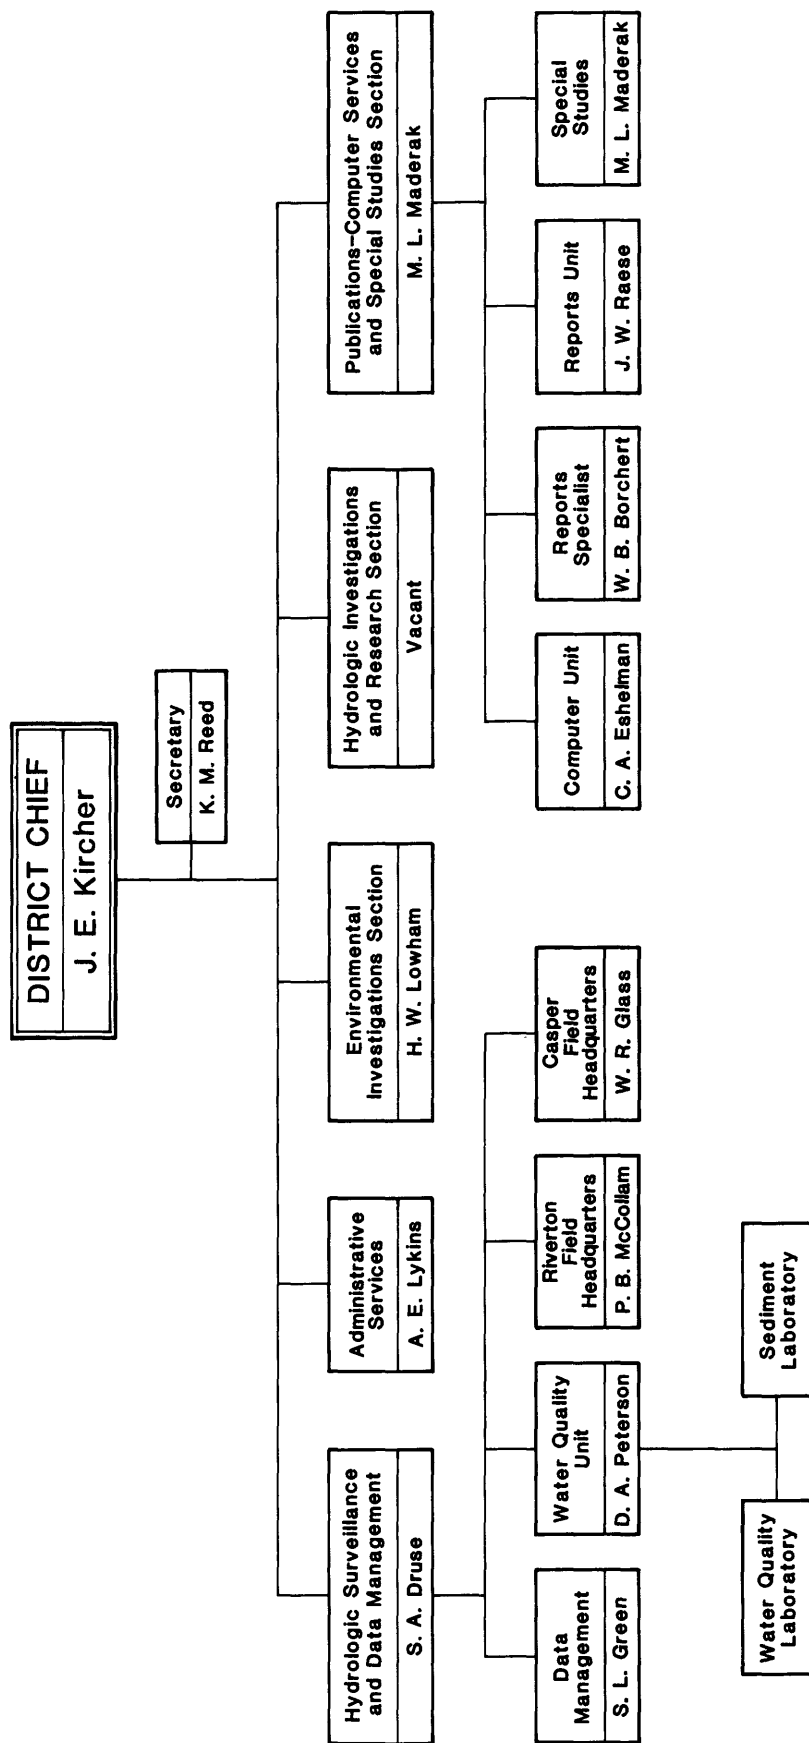 DISTRICT CHIEF
J. E. Kircher
Secretary
K. M. Reed
Hydrologic Surveillance
and Data Management
S. A. Druse
Administrative
Services
A. E. Lykins
Environmental
Investigations Section
H. W. Lowham
Hydrologic Investigations
and Research Section
Vacant
Publications-Computer Services
and Special Studies Section
M. L. Maderak
Data
Management
S. L. Green
Water Quality
Unit
D. A. Peterson
Riverton
Field
Headquarters
P. B. McCollam
Casper
Field
Headquarters
W. R. Glass
Computer Unit
C. A. Eshelman
Reports
Specialist
W. B. Borchert
Reports Unit
J. W. Raese
Special
Studies
M. L. Maderak
Water Quality
Laboratory
Sediment
Laboratory